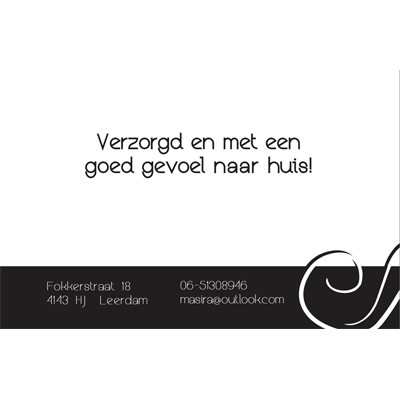 Verzorgd en met een
goed gevoel naar huis!
Fokkerstraat 18
4143 HJ Leerdam
06-51308946
masira@outlook.com